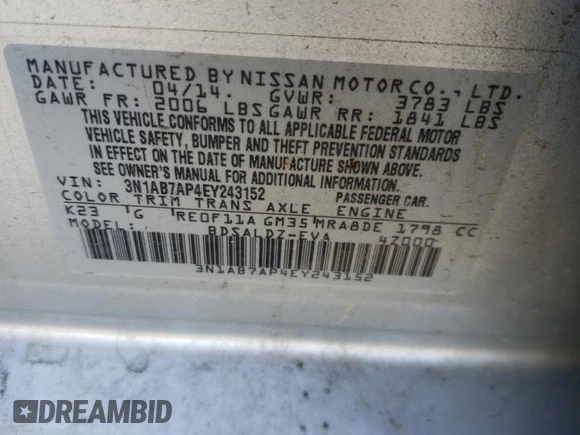 MANUFACTURED BY NISSAN MOTOR CO., LTD.
DATE: 04/14. GVWR: 3783 LBS
GAWR FR: 2006 LBS GAWR RR: 1841 LBS
THIS VEHICLE CONFORMS TO ALL APPLICABLE FEDERAL MOTOR
VEHICLE SAFETY, BUMPER AND THEFT PREVENTION STANDARDS
IN EFFECT ON THE DATE OF MANUFACTURE SHOWN ABOVE.
SEE OWNER'S MANUAL FOR ADDITIONAL INFORMATION.
VIN: 3N1AB7AP4EY243152 PASSENGER CAR.
COLOR TRIM TRANS AXLE ENGINE
K23 G RE0F11A GM35 MRA8DE 1798 CC
MODEL: BDSALDZ-EVA 47000
3N1AB7AP4EY243152
DREAMBID